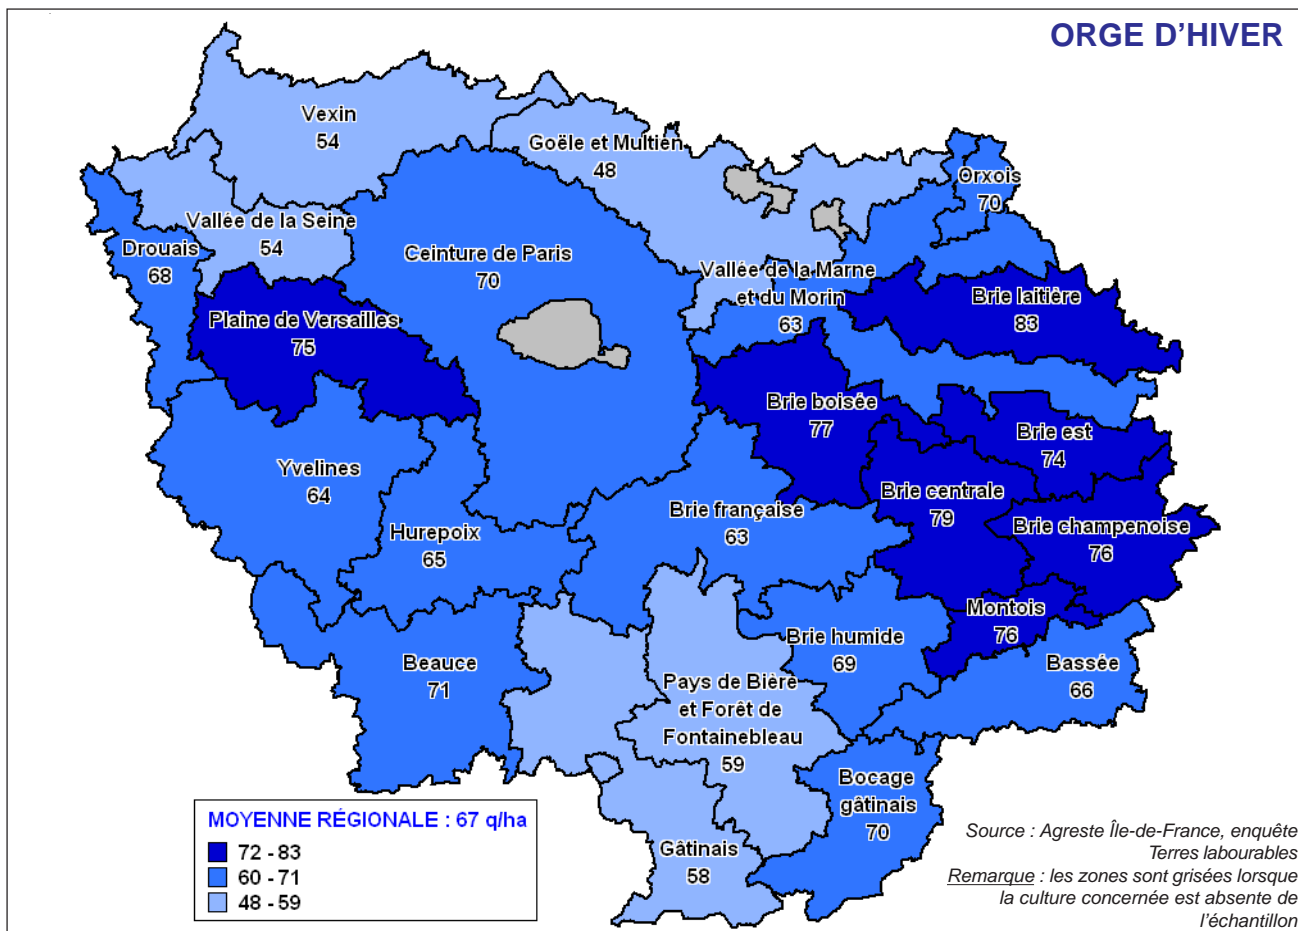 ORGE D'HIVER
Vexin
54
Goële et Multien
48
Orxois
70
Vallée de la Seine
54
Drouais
68
Ceinture de Paris
70
Vallée de la Marne
et du Morin
63
Brie laitière
83
Plaine de Versailles
75
Brie boisée
77
Brie est
74
Yvelines
64
Brie centrale
79
Brie française
63
Brie champenoise
76
Hurepoix
65
Montois
76
Brie humide
69
Beauce
71
Bassée
66
Pays de Bière
et Forêt de
Fontainebleau
59
Bocage
gâtinais
70
Gâtinais
58
MOYENNE RÉGIONALE : 67 q/ha
72 - 83
60 - 71
48 - 59
Source : Agreste Île-de-France, enquête
Terres labourables
Remarque : les zones sont grisées lorsque
la culture concernée est absente de
l'échantillon